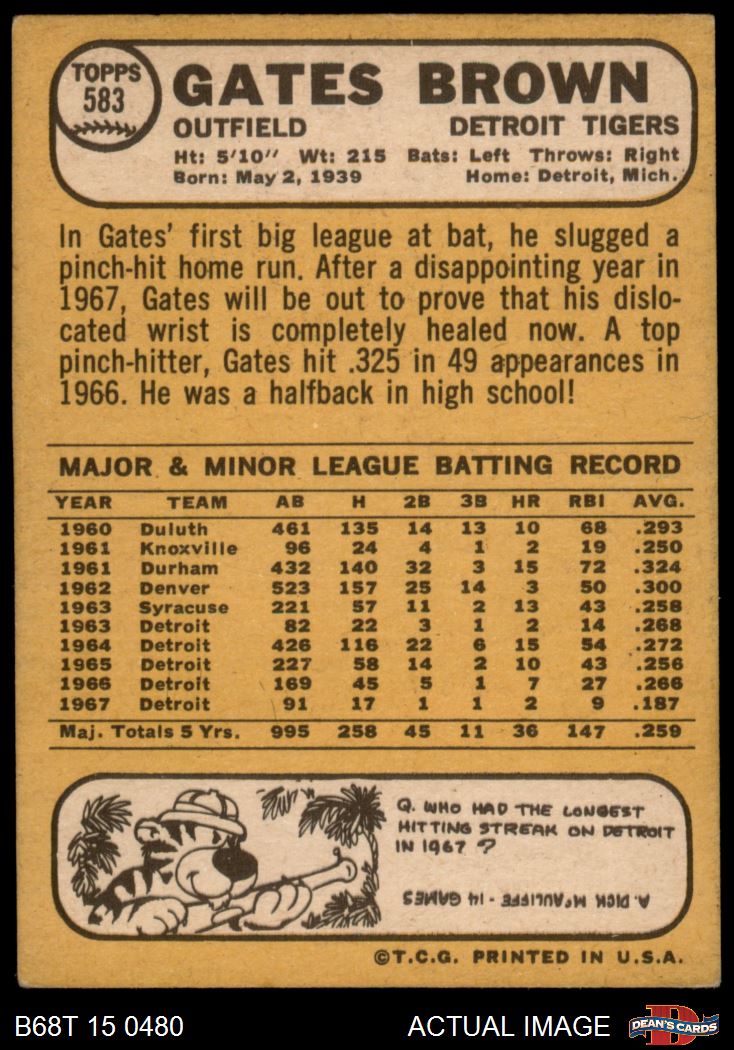 TOPPS
583
GATES BROWN
OUTFIELD DETROIT TIGERS
Ht: 5'10" Wt: 215 Bats: Left Throws: Right
Born: May 2, 1939 Home: Detroit, Mich.
In Gates' first big league at bat, he slugged a
pinch-hit home run. After a disappointing year in
1967, Gates will be out to prove that his dislo-
cated wrist is completely healed now. A top
pinch-hitter, Gates hit .325 in 49 appearances in
1966. He was a halfback in high school!
MAJOR & MINOR LEAGUE BATTING RECORD
YEAR TEAM AB H 2B 3B HR RBI AVG.
1960 Duluth 461 135 14 13 10 68 .293
1961 Knoxville 96 24 4 1 2 19 .250
1961 Durham 432 140 32 3 15 72 .324
1962 Denver 523 157 25 14 3 50 .300
1963 Syracuse 221 57 11 2 13 43 .258
1963 Detroit 82 22 3 1 2 14 .268
1964 Detroit 426 116 22 6 15 54 .272
1965 Detroit 227 58 14 2 10 43 .256
1966 Detroit 169 45 5 1 7 27 .266
1967 Detroit 91 17 1 1 2 9 .187
Maj. Totals 5 Yrs. 995 258 45 11 36 147 .259
Q. WHO HAD THE LONGEST
HITTING STREAK ON DETROIT
IN 1967?
A. DICK McAULIFFE - 14 GAMES
©T.C.G. PRINTED IN U.S.A.
B68T 15 0480 ACTUAL IMAGE DEAN'S CARDS